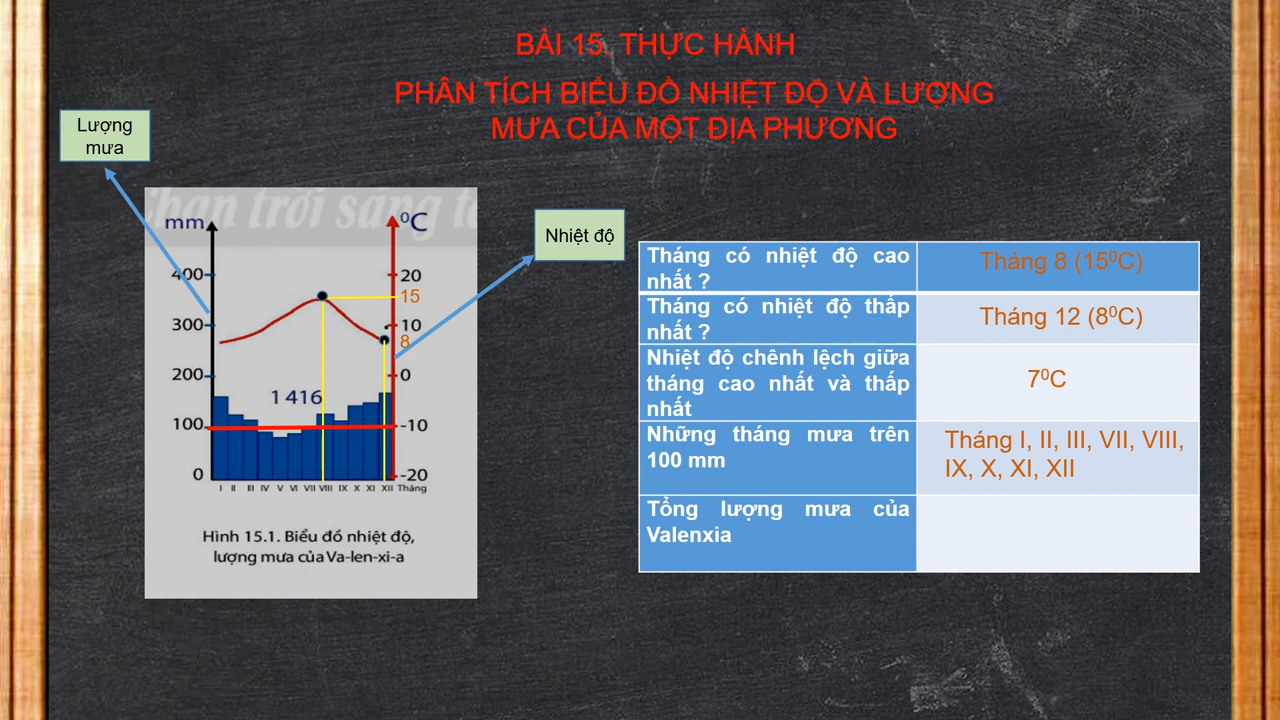 BÀI 15. THỰC HÀNH
PHÂN TÍCH BIỂU ĐỒ NHIỆT ĐỘ VÀ LƯỢNG
MƯA CỦA MỘT ĐỊA PHƯƠNG
Lượng
mưa
Chân trời sáng
mm
⁰C
400
300
200
100
0
1 416
20
15
10
8
0
-10
-20
I II III IV V VI VII VIII IX X XI XII Tháng
Hình 15.1. Biểu đồ nhiệt độ,
lượng mưa của Va-len-xi-a
Nhiệt độ
Tháng có nhiệt độ cao
nhất ?
Tháng 8 (15⁰C)
Tháng có nhiệt độ thấp
nhất ?
Tháng 12 (8⁰C)
Nhiệt độ chênh lệch giữa
tháng cao nhất và thấp
nhất
7⁰C
Những tháng mưa trên
100 mm
Tháng I, II, III, VII, VIII,
IX, X, XI, XII
Tổng lượng mưa của
Valenxia